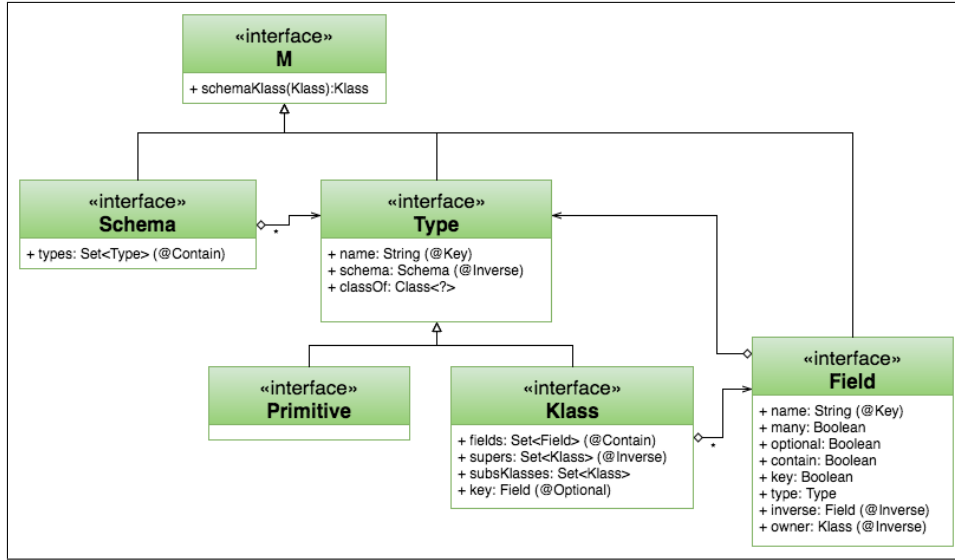 «interface»
M
+ schemaKlass(Klass):Klass
«interface»
Schema
+ types: Set<Type> (@Contain)
*
«interface»
Type
+ name: String (@Key)
+ schema: Schema (@Inverse)
+ classOf: Class<?>
«interface»
Primitive
«interface»
Klass
+ fields: Set<Field> (@Contain)
+ supers: Set<Klass> (@Inverse)
+ subsKlasses: Set<Klass>
+ key: Field (@Optional)
*
«interface»
Field
+ name: String (@Key)
+ many: Boolean
+ optional: Boolean
+ contain: Boolean
+ key: Boolean
+ type: Type
+ inverse: Field (@Inverse)
+ owner: Klass (@Inverse)